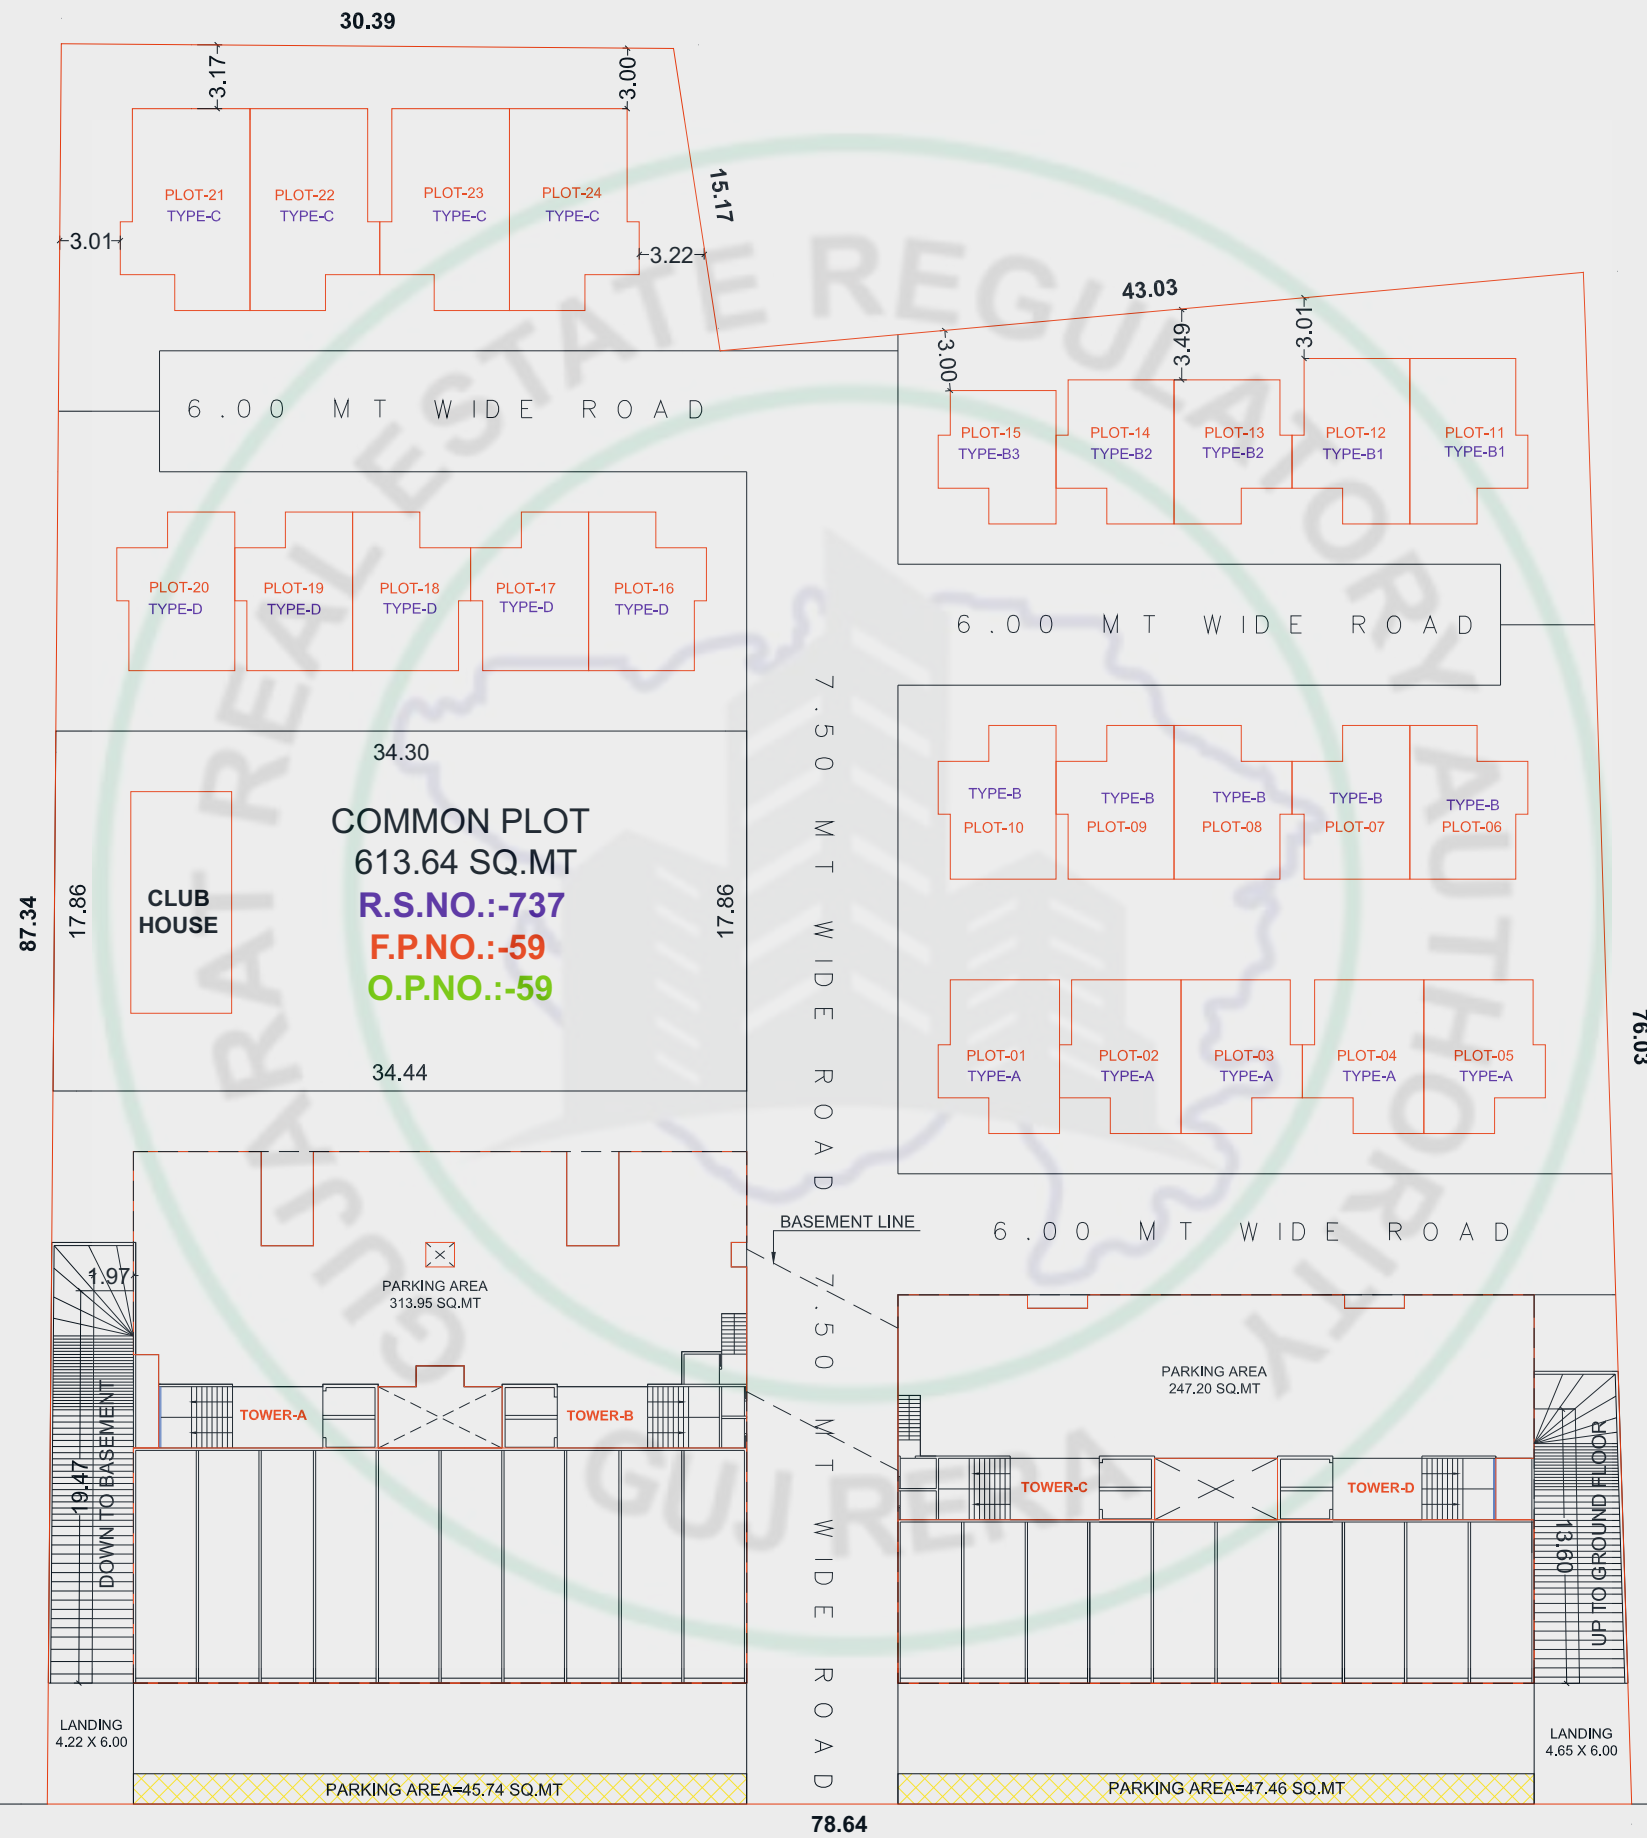 30.39
3.17
3.00
PLOT-21
TYPE-C
PLOT-22
TYPE-C
PLOT-23
TYPE-C
PLOT-24
TYPE-C
15.17
3.01
3.22
43.03
3.00
3.49
3.01
6.00 MT WIDE ROAD
PLOT-15
TYPE-B3
PLOT-14
TYPE-B2
PLOT-13
TYPE-B2
PLOT-12
TYPE-B1
PLOT-11
TYPE-B1
PLOT-20
TYPE-D
PLOT-19
TYPE-D
PLOT-18
TYPE-D
PLOT-17
TYPE-D
PLOT-16
TYPE-D
6.00 MT WIDE ROAD
7.50 MT WIDE ROAD
34.30
COMMON PLOT
613.64 SQ.MT
R.S.NO.:-737
F.P.NO.:-59
O.P.NO.:-59
CLUB
HOUSE
87.34
17.86
17.86
34.44
TYPE-B
PLOT-10
TYPE-B
PLOT-09
TYPE-B
PLOT-08
TYPE-B
PLOT-07
TYPE-B
PLOT-06
PLOT-01
TYPE-A
PLOT-02
TYPE-A
PLOT-03
TYPE-A
PLOT-04
TYPE-A
PLOT-05
TYPE-A
76.03
BASEMENT LINE
6.00 MT WIDE ROAD
1.97
PARKING AREA
313.95 SQ.MT
7.50 MT WIDE ROAD
PARKING AREA
247.20 SQ.MT
TOWER-A
TOWER-B
TOWER-C
TOWER-D
DOWN TO BASEMENT
19.47
UP TO GROUND FLOOR
13.60
LANDING
4.22 X 6.00
LANDING
4.65 X 6.00
PARKING AREA=45.74 SQ.MT
PARKING AREA=47.46 SQ.MT
78.64
GUJARAT REAL ESTATE REGULATORY AUTHORITY
GUJ RERA